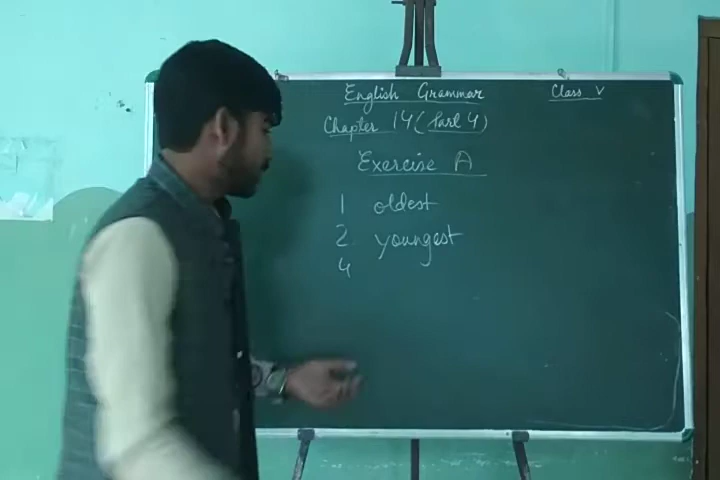 English Grammar Class V
Chapter 14 (Part 4)
Exercise A
1 oldest
2. youngest
4